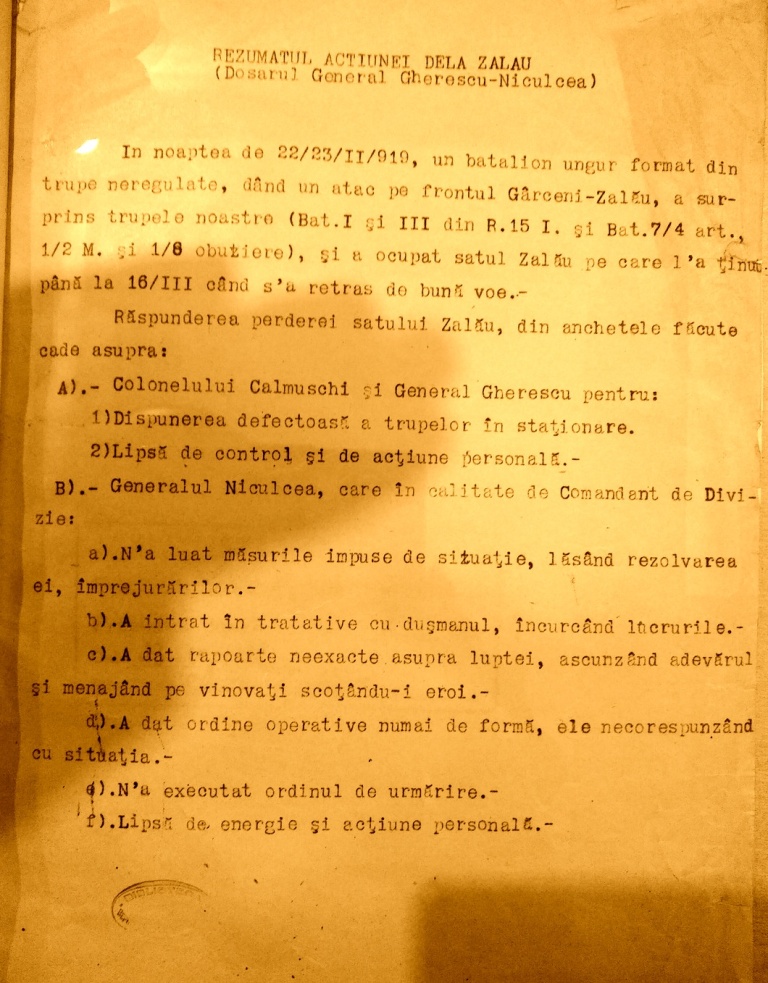 REZUMATUL ACTIUNEI DELA ZALAU
(Dosarul General Gherescu-Niculcea)
In noaptea de 22/23/II/919, un batalion ungur format din
trupe neregulate, dând un atac pe frontul Gârceni-Zalău, a sur-
prins trupele noastre (Bat.I şi III din R.15 I. şi Bat.7/4 art.,
1/2 M. şi 1/8 obuziere), şi a ocupat satul Zalău pe care l'a ţinut
până la 16/III când s'a retras de bună voe.-
Răspunderea perderei satului Zalău, din anchetele făcute
cade asupra:
A).- Colonelului Calmuschi şi General Gherescu pentru:
1)Dispunerea defectoasă a trupelor în staţionare.
2)Lipsă de control şi de acţiune personală.-
B).- Generalul Niculcea, care în calitate de Comandant de Divi-
zie:
a).N'a luat măsurile impuse de situaţie, lăsând rezolvarea
ei, împrejurărilor.-
b).A intrat în tratative cu duşmanul, încurcând lucrurile.-
c).A dat rapoarte neexacte asupra luptei, ascunzând adevărul
şi menajând pe vinovaţi scoţându-i eroi.-
d).A dat ordine operative numai de formă, ele necorespunzând
cu situaţia.-
e).N'a executat ordinul de urmărire.-
f).Lipsă de energie şi acţiune personală.-